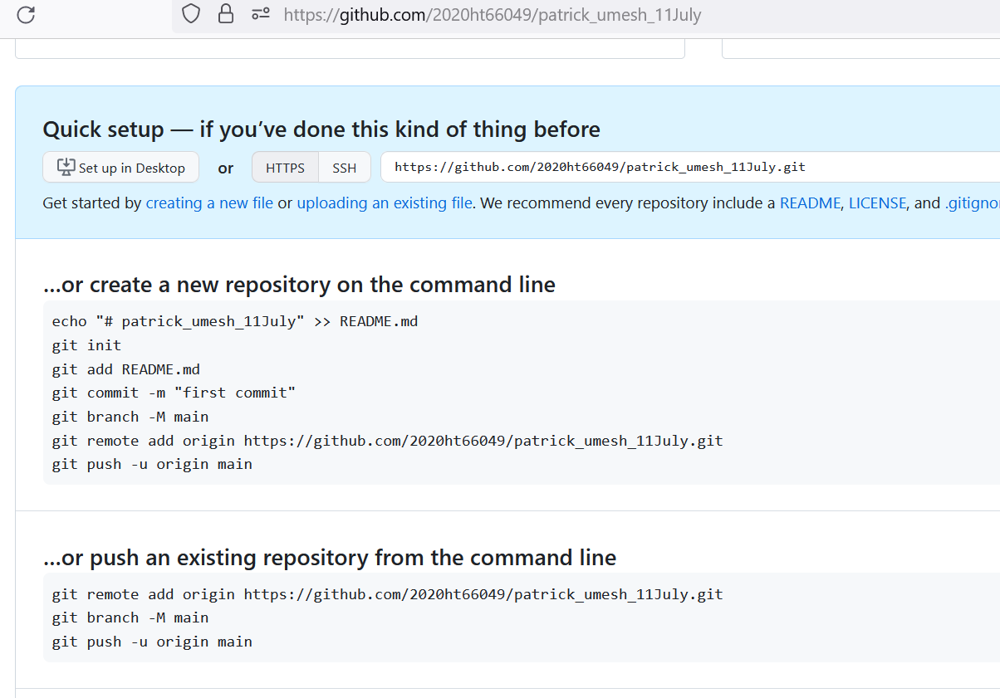 https://github.com/2020ht66049/patrick_umesh_11July
Quick setup — if you’ve done this kind of thing before
Set up in Desktop or HTTPS SSH https://github.com/2020ht66049/patrick_umesh_11July.git
Get started by creating a new file or uploading an existing file. We recommend every repository include a README, LICENSE, and .gitigno
…or create a new repository on the command line
echo "# patrick_umesh_11July" >> README.md
git init
git add README.md
git commit -m "first commit"
git branch -M main
git remote add origin https://github.com/2020ht66049/patrick_umesh_11July.git
git push -u origin main
…or push an existing repository from the command line
git remote add origin https://github.com/2020ht66049/patrick_umesh_11July.git
git branch -M main
git push -u origin main